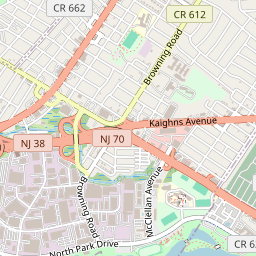 CR 662
CR 612
Browning Road
Kaighns Avenue
NJ 38
NJ 70
Browning Road
McClellan Avenue
North Park Drive
CR 6